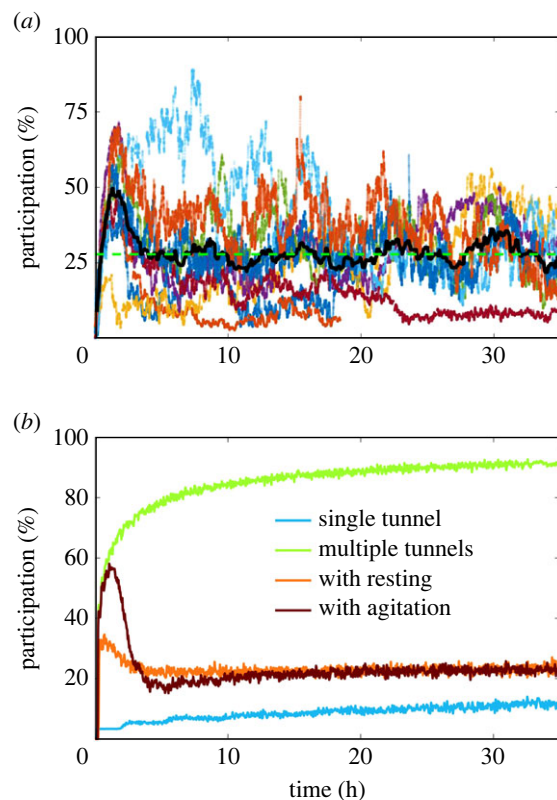 (a)
100
75
50
25
0
10
20
30
participation (%)
(b)
100
80
60
40
20
0
10
20
30
participation (%)
single tunnel
multiple tunnels
with resting
with agitation
time (h)